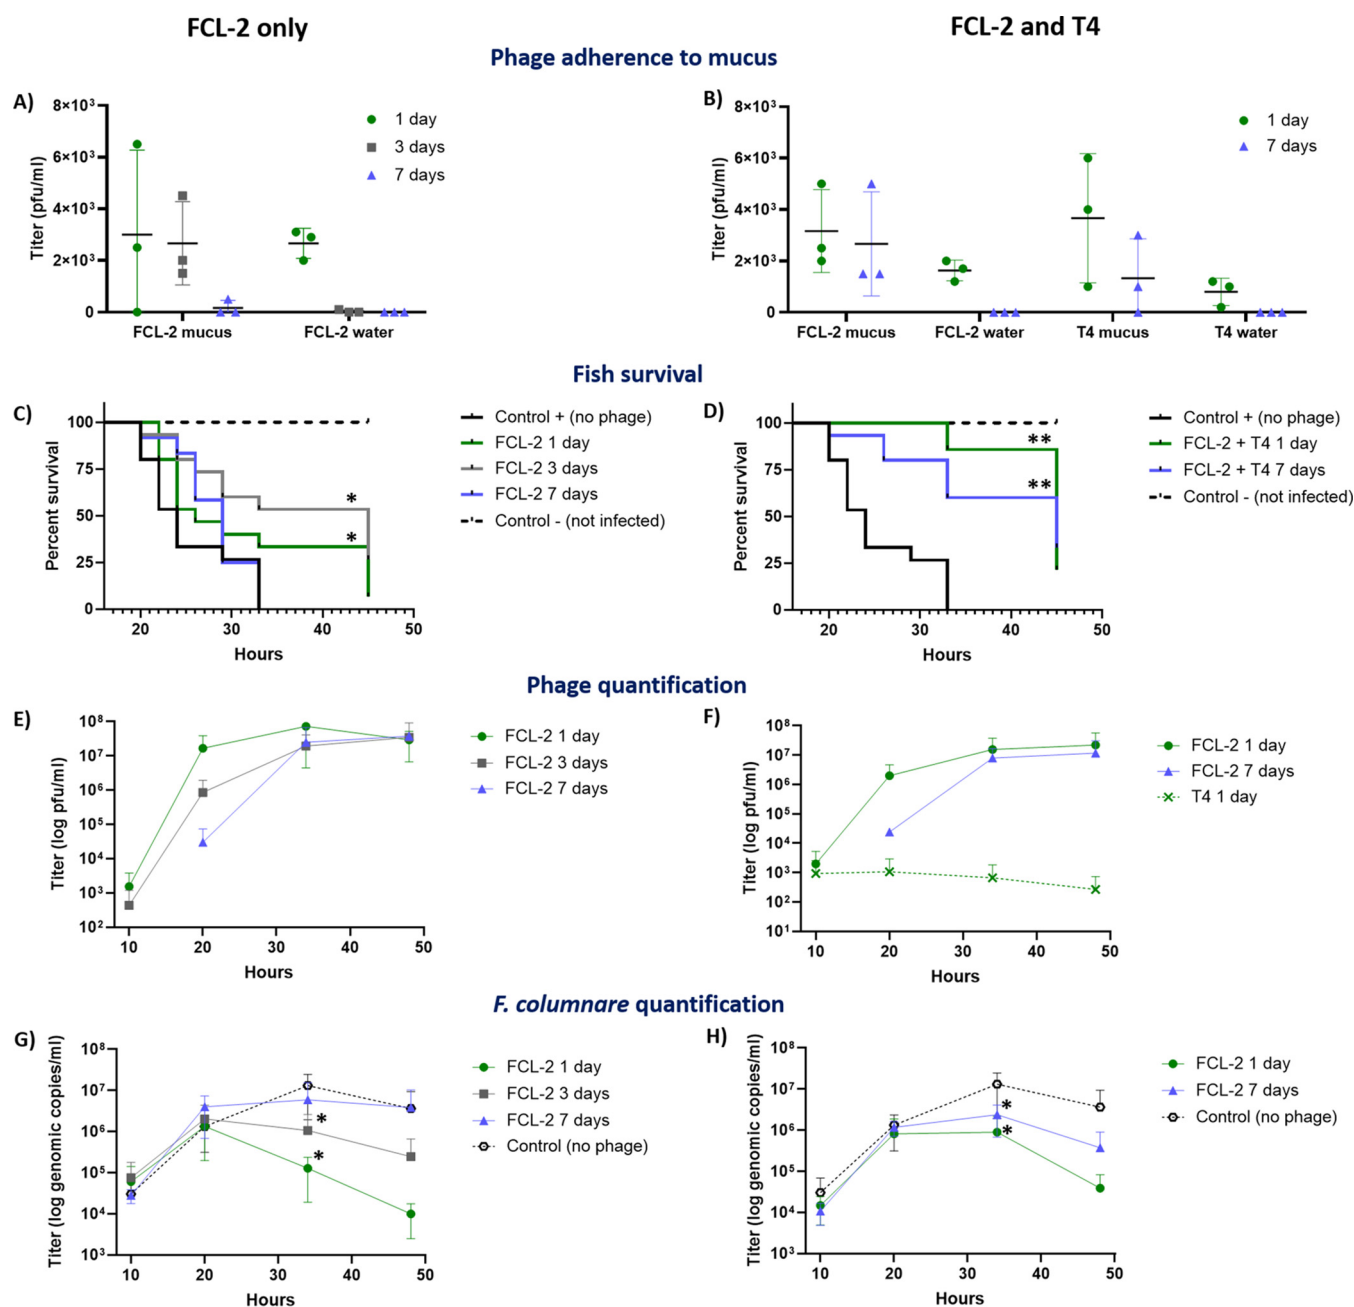 FCL-2 only
FCL-2 and T4
Phage adherence to mucus
A)
8×10³
6×10³
4×10³
2×10³
0
Titer (pfu/ml)
1 day
3 days
7 days
FCL-2 mucus
FCL-2 water
B)
8×10³
6×10³
4×10³
2×10³
0
Titer (pfu/ml)
1 day
7 days
FCL-2 mucus
FCL-2 water
T4 mucus
T4 water
Fish survival
C)
100
75
50
25
0
Percent survival
20
30
40
50
Hours
*
*
Control + (no phage)
FCL-2 1 day
FCL-2 3 days
FCL-2 7 days
Control - (not infected)
D)
100
75
50
25
0
Percent survival
20
30
40
50
Hours
**
**
Control + (no phage)
FCL-2 + T4 1 day
FCL-2 + T4 7 days
Control - (not infected)
Phage quantification
E)
10⁸
10⁷
10⁶
10⁵
10⁴
10³
10²
Titer (log pfu/ml)
10
20
30
40
50
Hours
FCL-2 1 day
FCL-2 3 days
FCL-2 7 days
F)
10⁸
10⁷
10⁶
10⁵
10⁴
10³
10²
10¹
Titer (log pfu/ml)
10
20
30
40
50
Hours
FCL-2 1 day
FCL-2 7 days
T4 1 day
F. columnare quantification
G)
10⁸
10⁷
10⁶
10⁵
10⁴
10³
Titer (log genomic copies/ml)
10
20
30
40
50
Hours
*
*
FCL-2 1 day
FCL-2 3 days
FCL-2 7 days
Control (no phage)
H)
10⁸
10⁷
10⁶
10⁵
10⁴
10³
Titer (log genomic copies/ml)
10
20
30
40
50
Hours
*
*
FCL-2 1 day
FCL-2 7 days
Control (no phage)